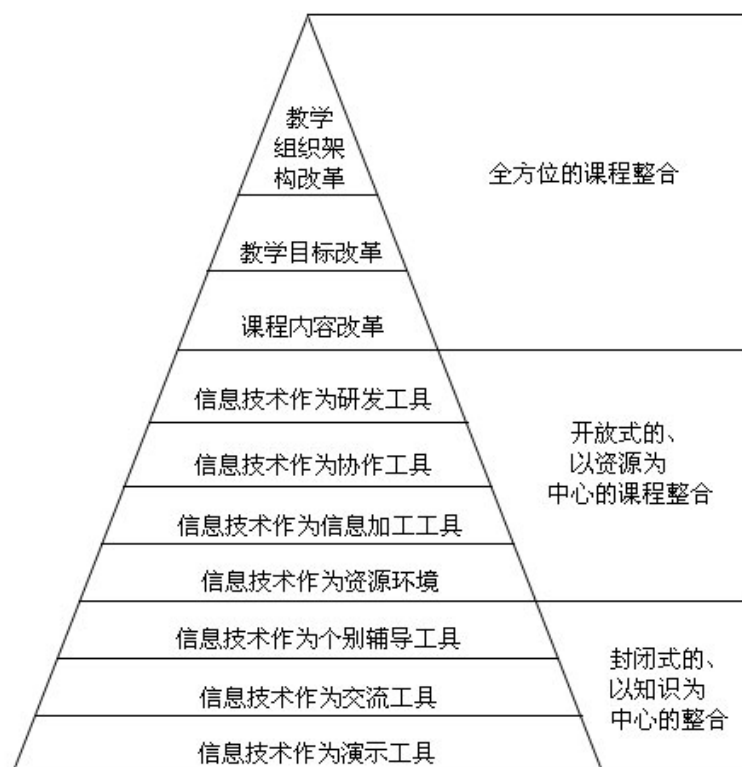 教学
组织架
构改革
全方位的课程整合
教学目标改革
课程内容改革
信息技术作为研发工具
开放式的、
以资源为
中心的课程整合
信息技术作为协作工具
信息技术作为信息加工工具
信息技术作为资源环境
信息技术作为个别辅导工具
封闭式的、
以知识为
中心的整合
信息技术作为交流工具
信息技术作为演示工具